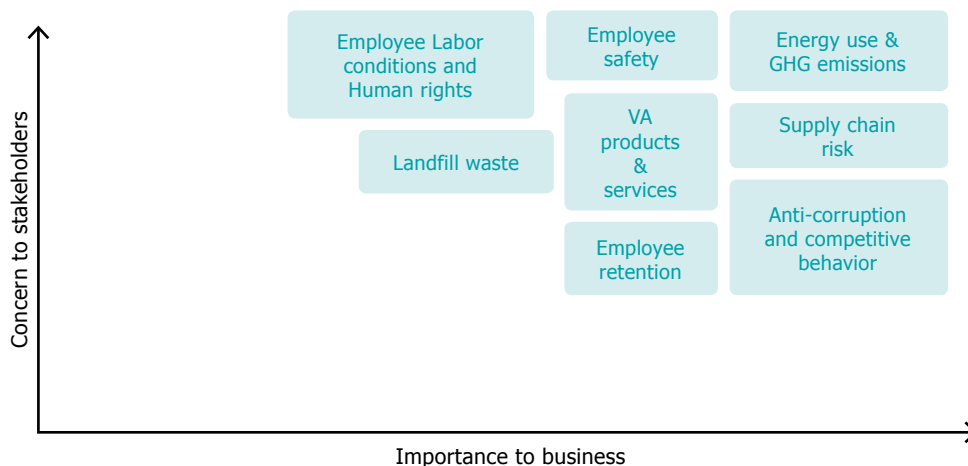 Concern to stakeholders
Employee Labor
conditions and
Human rights
Employee
safety
Energy use &
GHG emissions
Landfill waste
VA
products
&
services
Supply chain
risk
Employee
retention
Anti-corruption
and competitive
behavior
Importance to business